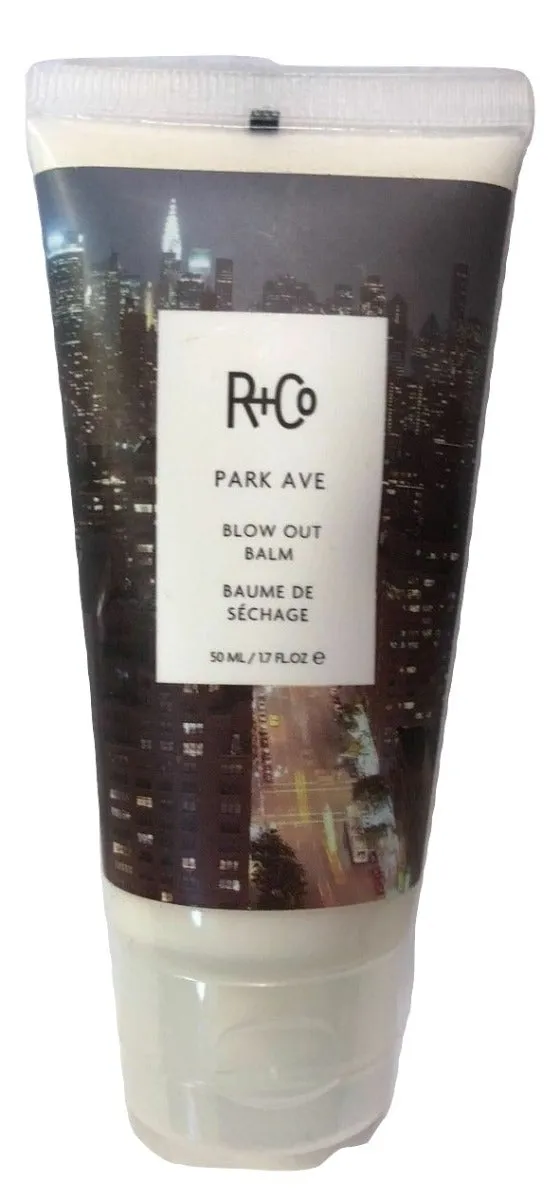 R+Co
PARK AVE
BLOW OUT
BALM
BAUME DE
SÉCHAGE
50 ML / 1.7 FL.OZ ℮